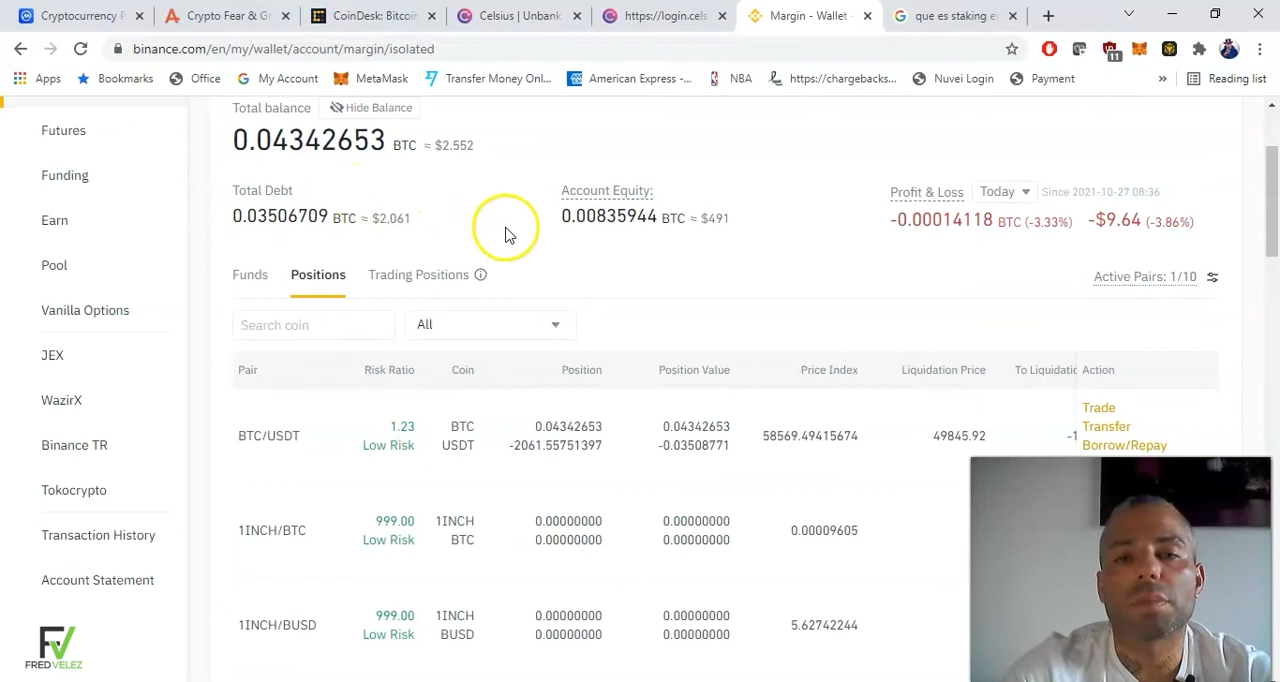 Cryptocurrency P
Crypto Fear & Gr
CoinDesk: Bitcoin
Celsius | Unbank
https://login.cels
Margin - Wallet -
que es staking en
binance.com/en/my/wallet/account/margin/isolated
11
Apps
Bookmarks
Office
My Account
MetaMask
Transfer Money Onl...
American Express -...
NBA
https://chargebacks...
Nuvei Login
Payment
»
Reading list
Futures
Funding
Earn
Pool
Vanilla Options
JEX
WazirX
Binance TR
Tokocrypto
Transaction History
Account Statement
FV
FRED VELEZ
Total balance Hide Balance
0.04342653 BTC ≈ $2,552
Total Debt
0.03506709 BTC ≈ $2,061
Account Equity:
0.00835944 BTC ≈ $491
Profit & Loss Today Since 2021-10-27 08:36
-0.00014118 BTC (-3.33%) -$9.64 (-3.86%)
Funds Positions Trading Positions
Active Pairs: 1/10
Search coin All
Pair Risk Ratio Coin Position Position Value Price Index Liquidation Price To Liquidatic Action
BTC/USDT
1.23
Low Risk
BTC
USDT
0.04342653
-2061.55751397
0.04342653
-0.03508771
58569.49415674
49845.92
-1
Trade
Transfer
Borrow/Repay
1INCH/BTC
999.00
Low Risk
1INCH
BTC
0.00000000
0.00000000
0.00000000
0.00000000
0.00009605
1INCH/BUSD
999.00
Low Risk
1INCH
BUSD
0.00000000
0.00000000
0.00000000
0.00000000
5.62742244